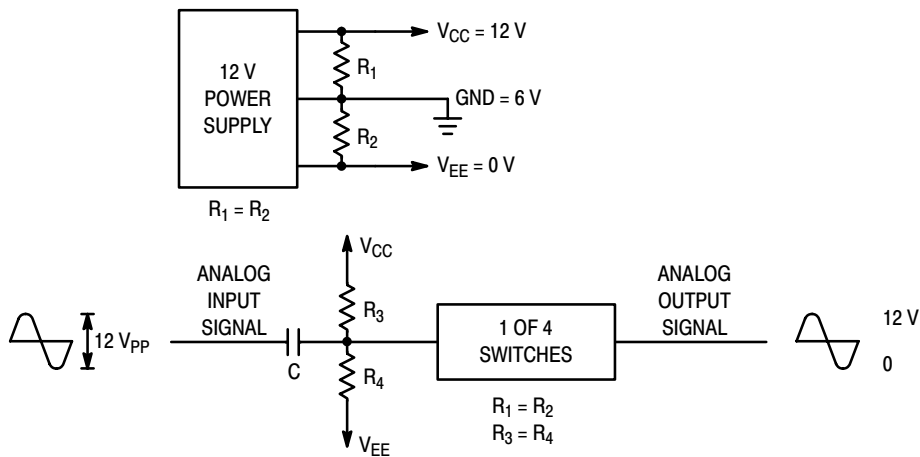 V_CC = 12 V
12 V
POWER
SUPPLY
R_1
GND = 6 V
R_2
V_EE = 0 V
R_1 = R_2
V_CC
ANALOG
INPUT
SIGNAL
ANALOG
OUTPUT
SIGNAL
R_3
12 V_PP
1 OF 4
SWITCHES
12 V
0
C
R_4
R_1 = R_2
R_3 = R_4
V_EE